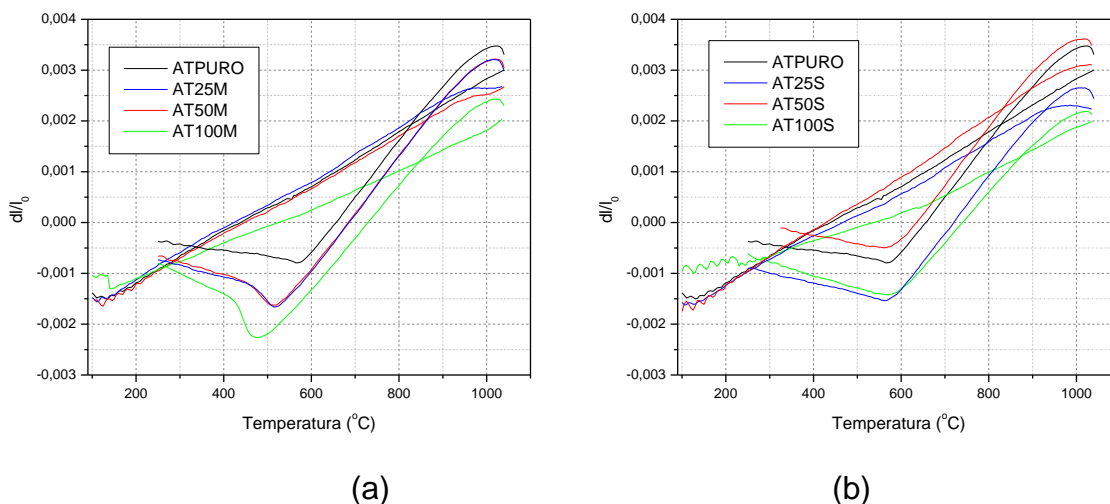 0,004
0,003
0,002
0,001
0,000
-0,001
-0,002
-0,003
dl/l0
200 400 600 800 1000
Temperatura (oC)
ATPURO
AT25M
AT50M
AT100M
(a)
0,004
0,003
0,002
0,001
0,000
-0,001
-0,002
-0,003
dl/l0
200 400 600 800 1000
Temperatura (oC)
ATPURO
AT25S
AT50S
AT100S
(b)